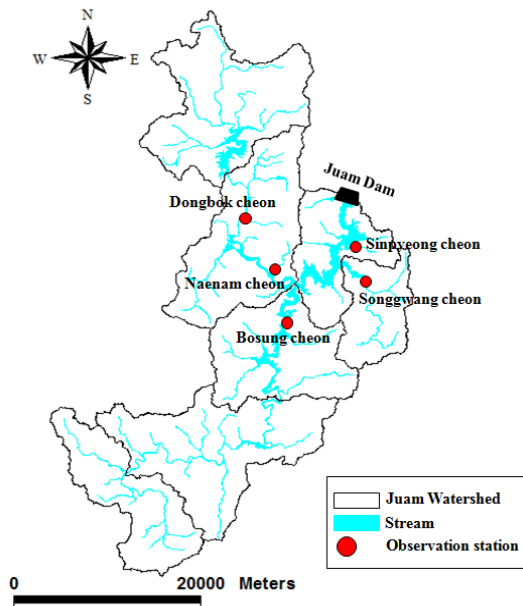 N
W E
S
Juam Dam
Dongbok cheon
Sinpyeong cheon
Naenam cheon
Songgwang cheon
Bosung cheon
Juam Watershed
Stream
Observation station
0 20000 Meters